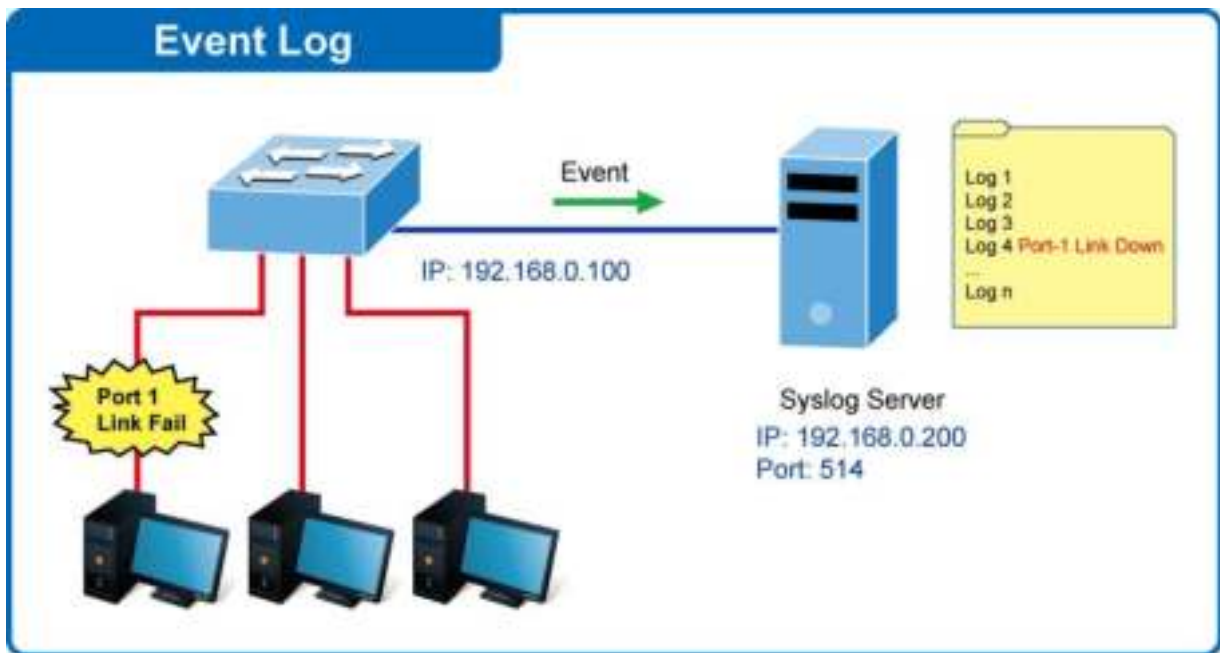 Event Log
Event
IP: 192.168.0.100
Port 1
Link Fail
Log 1
Log 2
Log 3
Log 4 Port-1 Link Down
...
Log n
Syslog Server
IP: 192.168.0.200
Port: 514